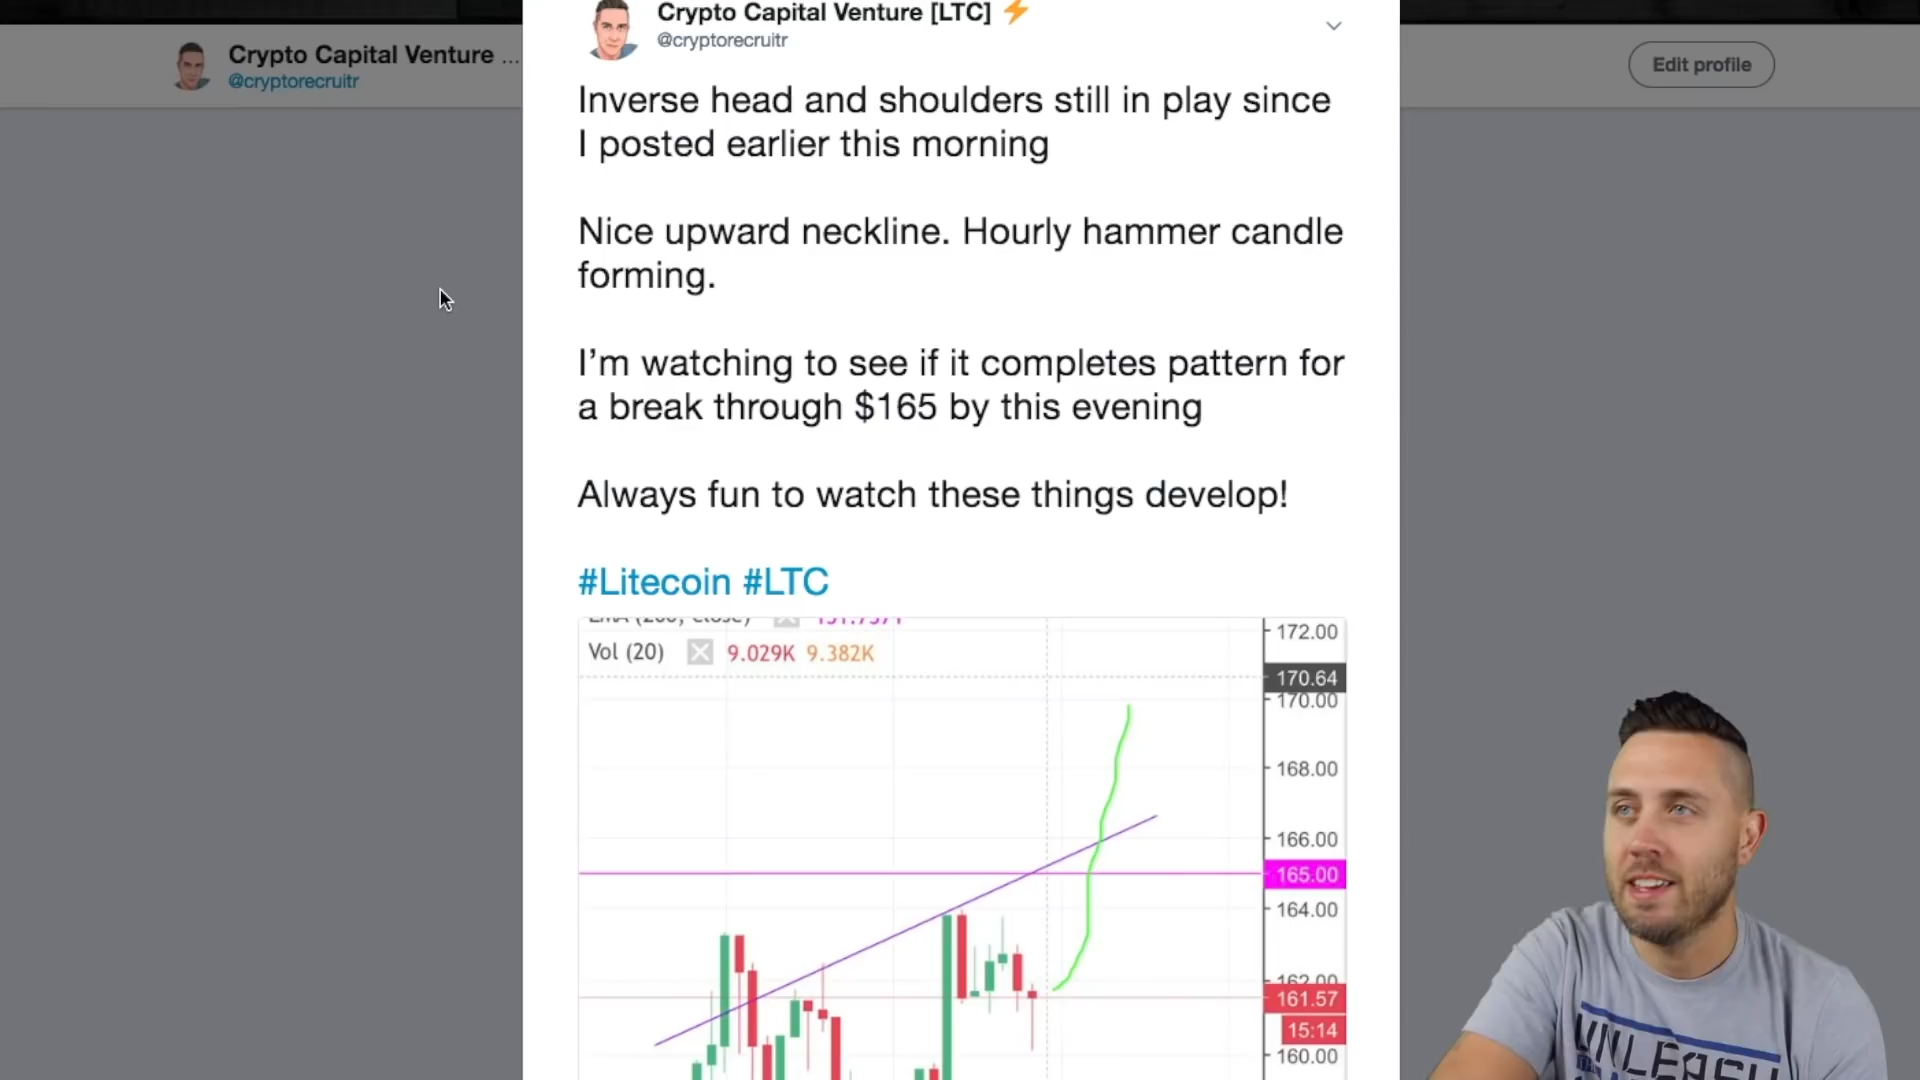 Crypto Capital Venture ...
@cryptorecruitr
Edit profile
Crypto Capital Venture [LTC] ⚡
@cryptorecruitr
Inverse head and shoulders still in play since
I posted earlier this morning
Nice upward neckline. Hourly hammer candle
forming.
I’m watching to see if it completes pattern for
a break through $165 by this evening
Always fun to watch these things develop!
#Litecoin #LTC
Vol (20) 9.029K 9.382K
172.00
170.64
170.00
168.00
166.00
165.00
164.00
162.00
161.57
15:14
160.00
UNLEASH